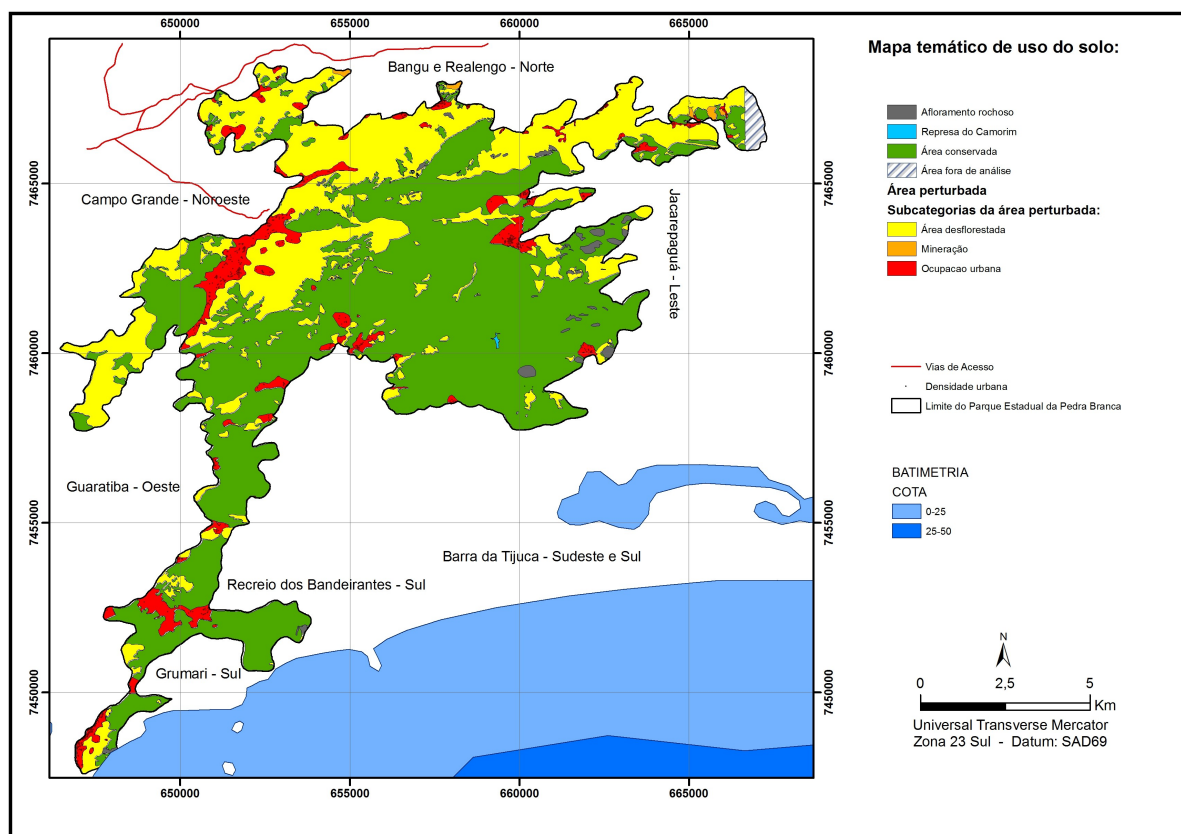 650000
655000
660000
665000
Mapa temático de uso do solo:
Bangu e Realengo - Norte
Afloramento rochoso
Represa do Camorim
Área conservada
Área fora de análise
Área perturbada
Subcategorias da área perturbada:
Área desflorestada
Mineração
Ocupacao urbana
7465000
7465000
Campo Grande - Noroeste
Jacarepaguá - Leste
7460000
7460000
Vias de Acesso
Densidade urbana
Limite do Parque Estadual da Pedra Branca
Guaratiba - Oeste
BATIMETRIA
COTA
0-25
25-50
7455000
7455000
Barra da Tijuca - Sudeste e Sul
Recreio dos Bandeirantes - Sul
Grumari - Sul
7450000
7450000
N
0
2,5
5
Km
Universal Transverse Mercator
Zona 23 Sul - Datum: SAD69
650000
655000
660000
665000